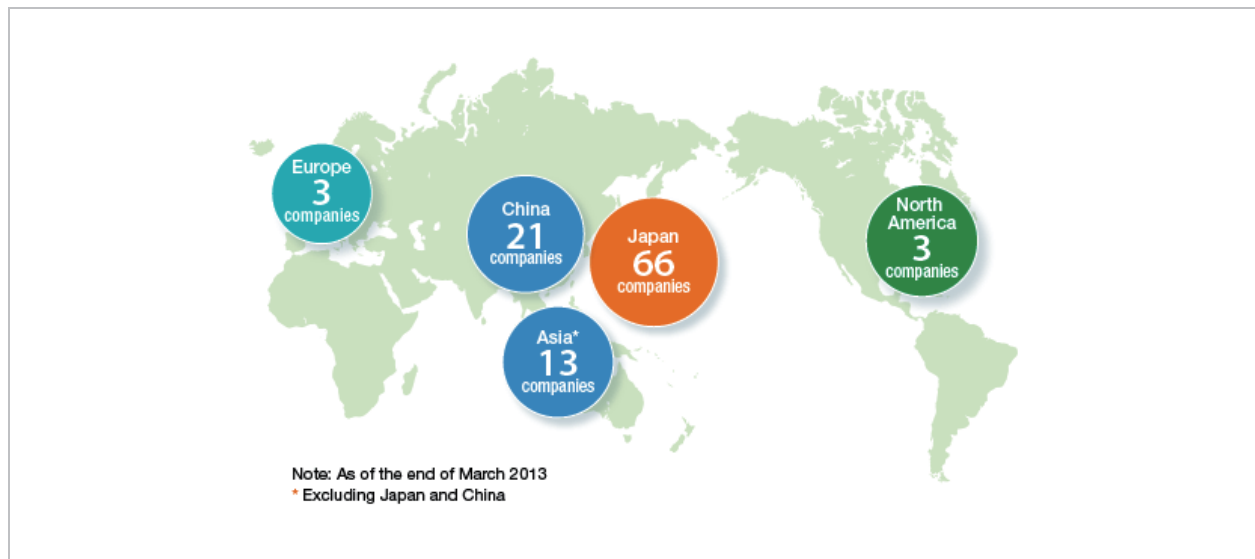 Europe
3
companies
China
21
companies
Japan
66
companies
North
America
3
companies
Asia*
13
companies
Note: As of the end of March 2013
* Excluding Japan and China